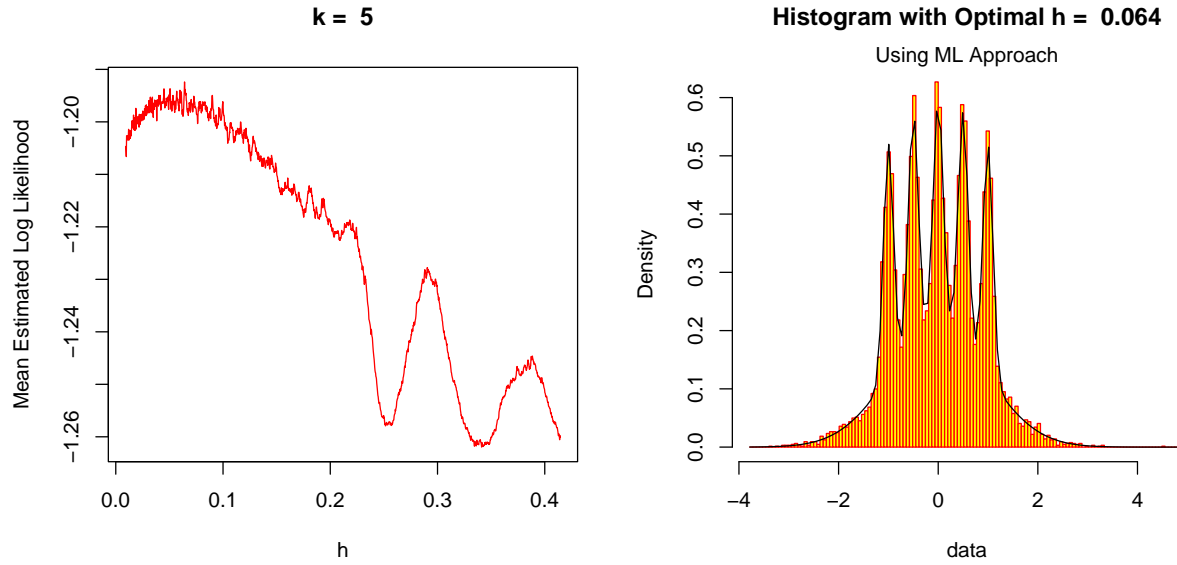 k =  5
Mean Estimated Log Likelihood
−1.20
−1.22
−1.24
−1.26
0.0 0.1 0.2 0.3 0.4
h
Histogram with Optimal h =  0.064
Using ML Approach
Density
0.6
0.5
0.4
0.3
0.2
0.1
0.0
−4 −2 0 2 4
data